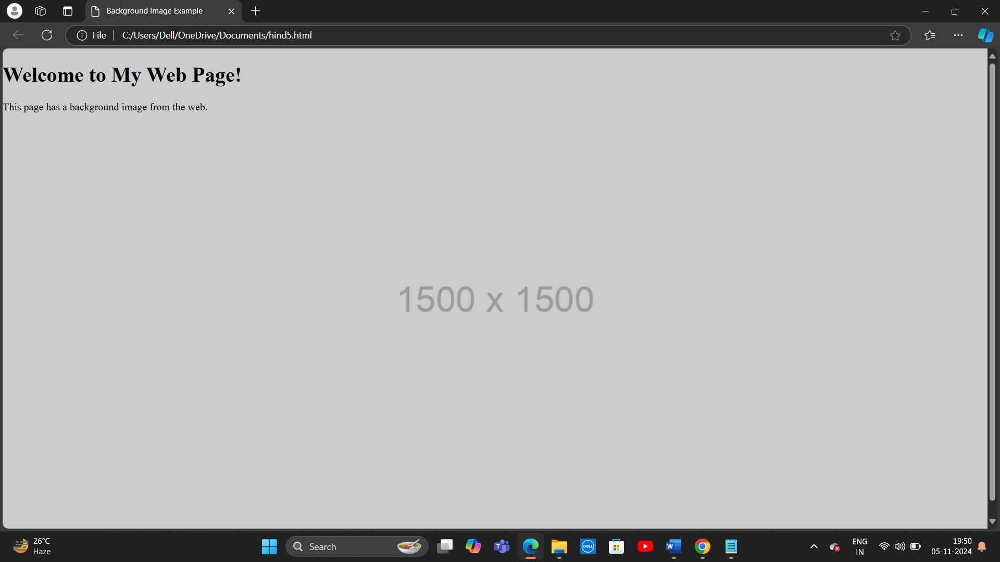 Background Image Example
File
C:/Users/Dell/OneDrive/Documents/hind5.html
Welcome to My Web Page!
This page has a background image from the web.
1500 x 1500
26°C
Haze
Search
T
DELL
W
ENG
IN
19:50
05-11-2024